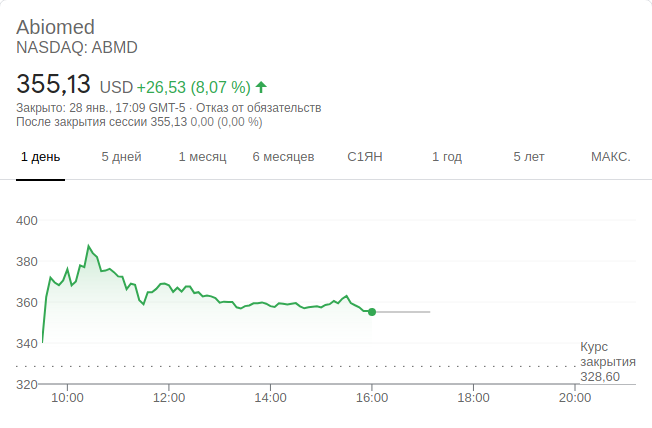 Abiomed
NASDAQ: ABMD
355,13 USD +26,53 (8,07 %)
Закрыто: 28 янв., 17:09 GMT-5 · Отказ от обязательств
После закрытия сессии 355,13 0,00 (0,00 %)
1 день 5 дней 1 месяц 6 месяцев С1ЯН 1 год 5 лет МАКС.
400
380
360
340
Курс
закрытия
328,60
320
10:00 12:00 14:00 16:00 18:00 20:00